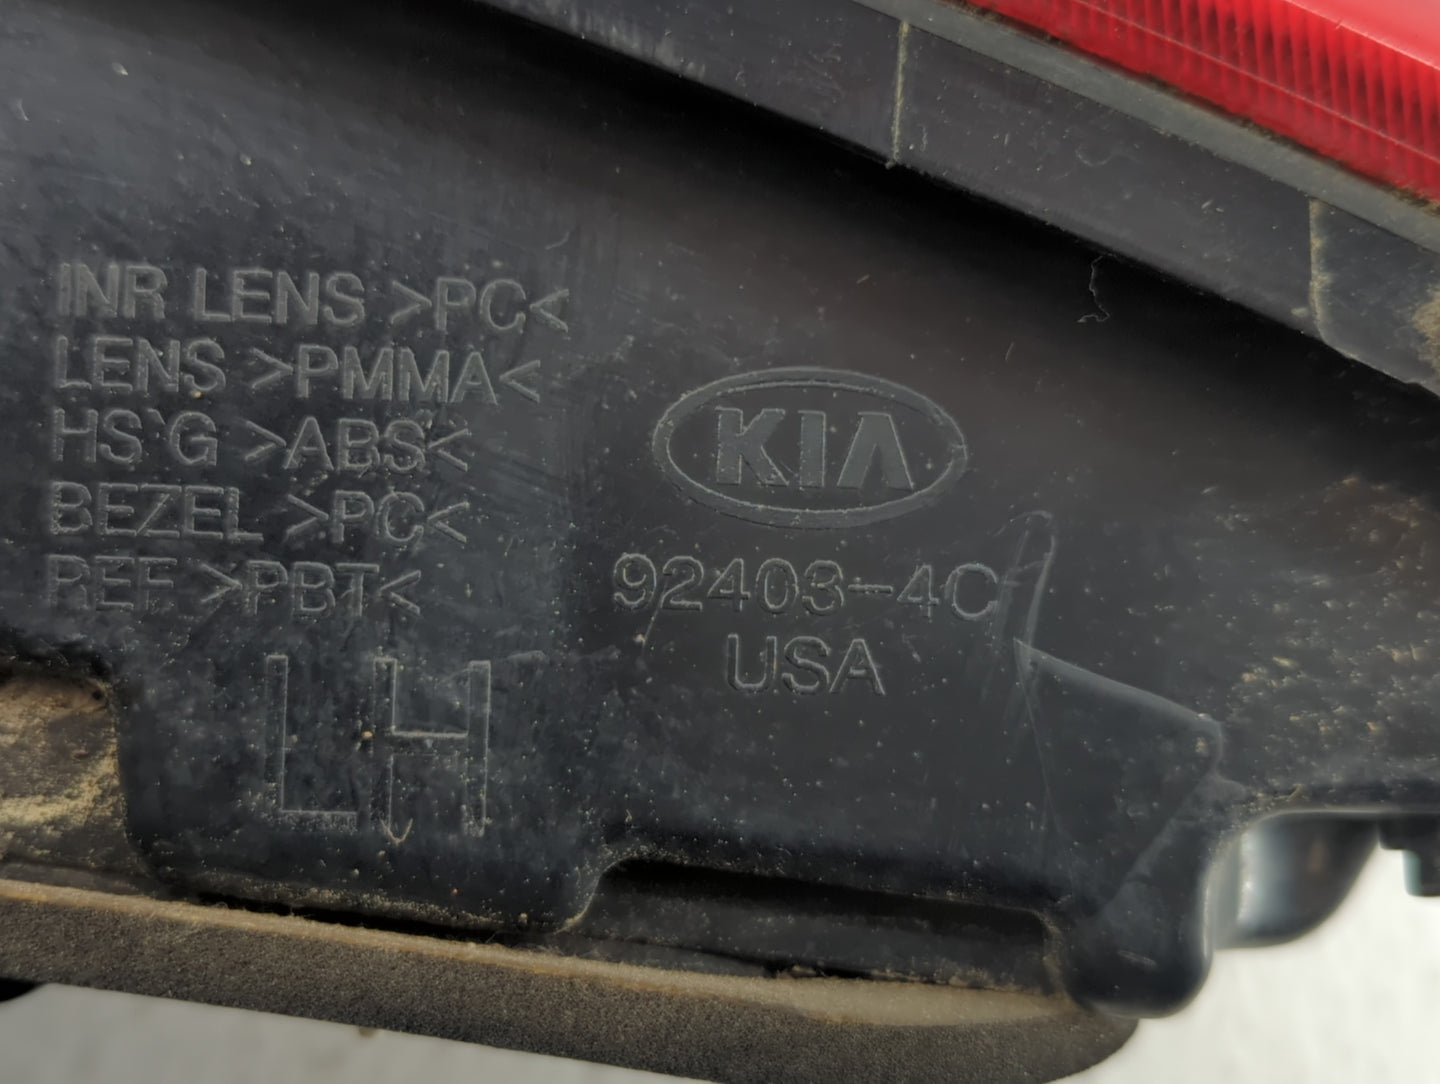 INR LENS >PC<
LENS >PMMA<
HS'G >ABS<
BEZEL >PC<
REF >PBT<
LH
KIA
92403-4C
USA